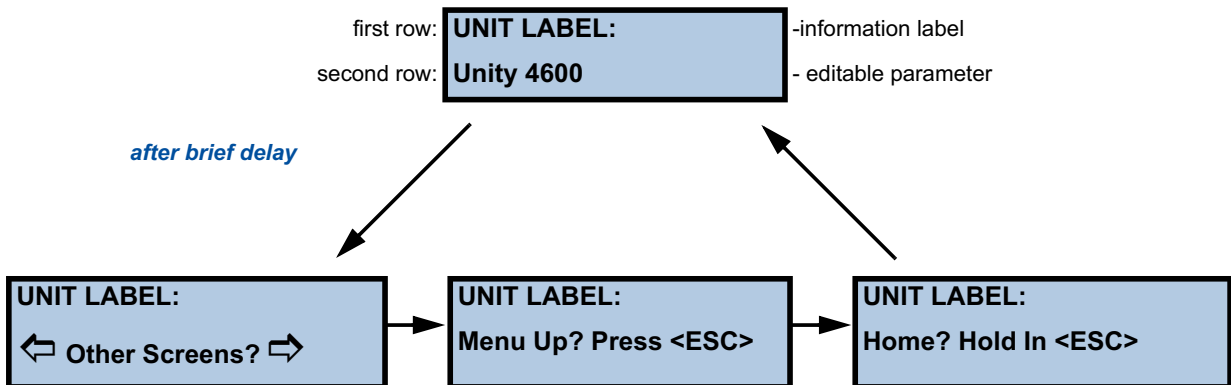 first row: UNIT LABEL: -information label
second row: Unity 4600 - editable parameter
after brief delay
UNIT LABEL:
⇦ Other Screens? ⇨
UNIT LABEL:
Menu Up? Press <ESC>
UNIT LABEL:
Home? Hold In <ESC>